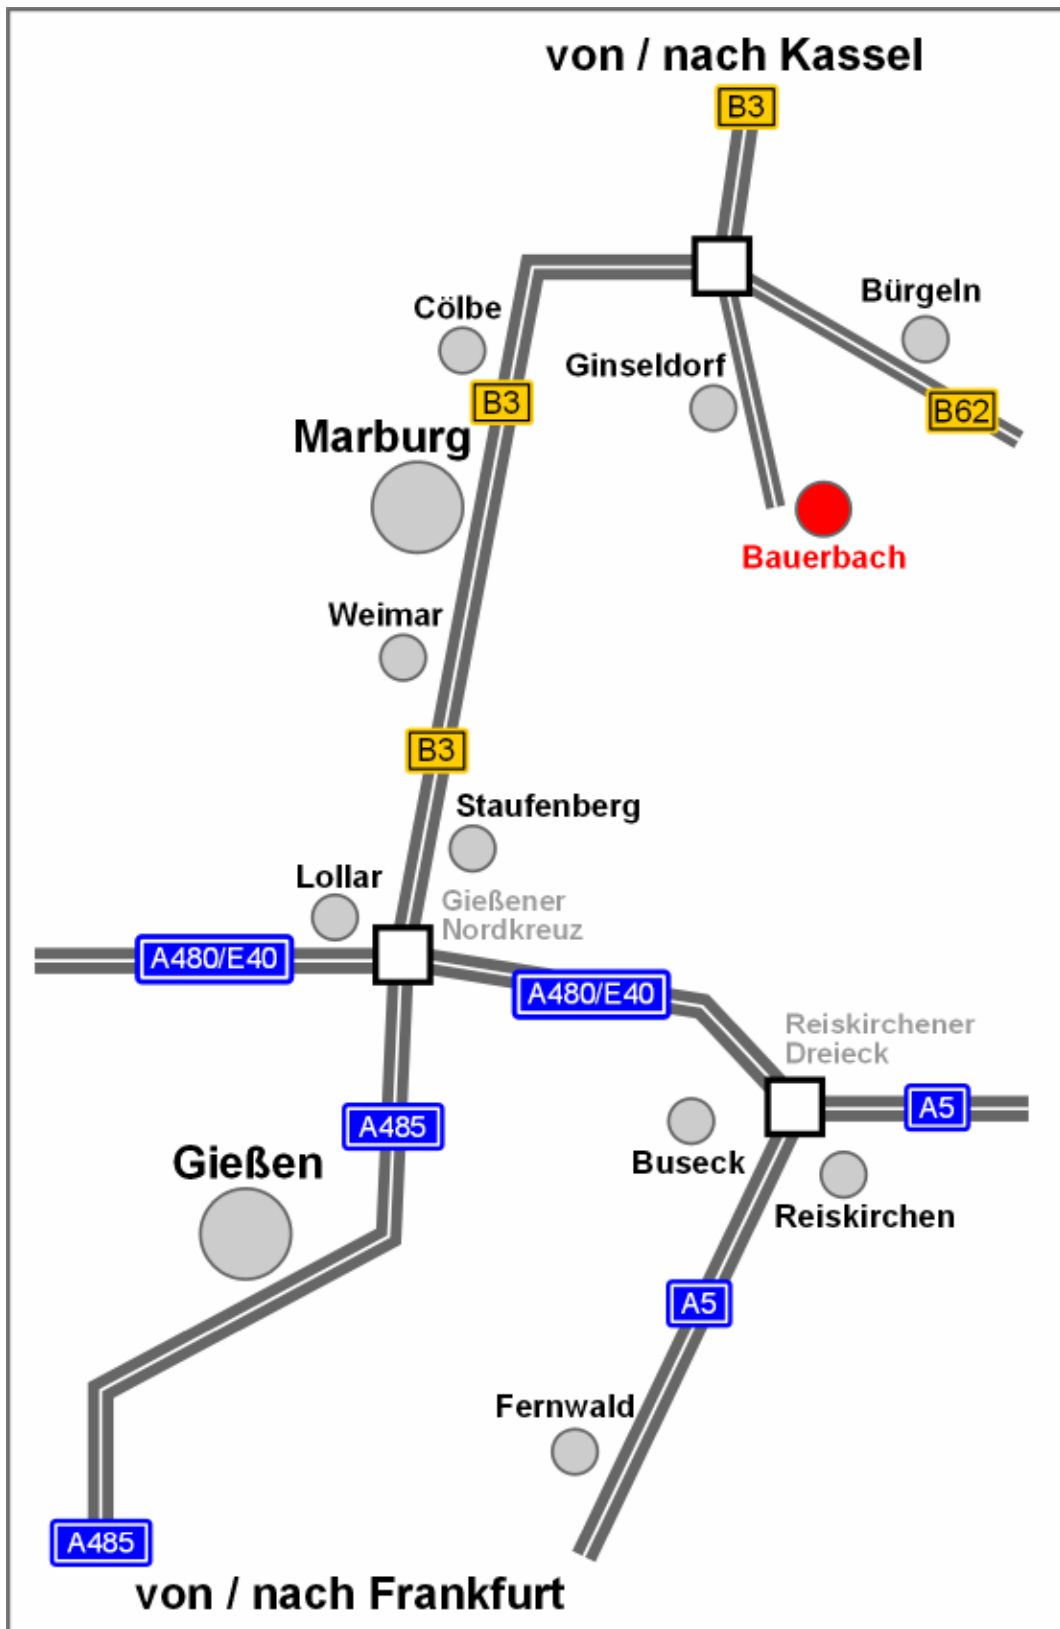 von / nach Kassel
B3
Bürgeln
Cölbe
Ginseldorf
B3
B62
Marburg
Bauerbach
Weimar
B3
Staufenberg
Lollar
Gießener
Nordkreuz
A480/E40
A480/E40
Reiskirchener
Dreieck
A5
A485
Gießen
Buseck
Reiskirchen
A5
Fernwald
A485
von / nach Frankfurt